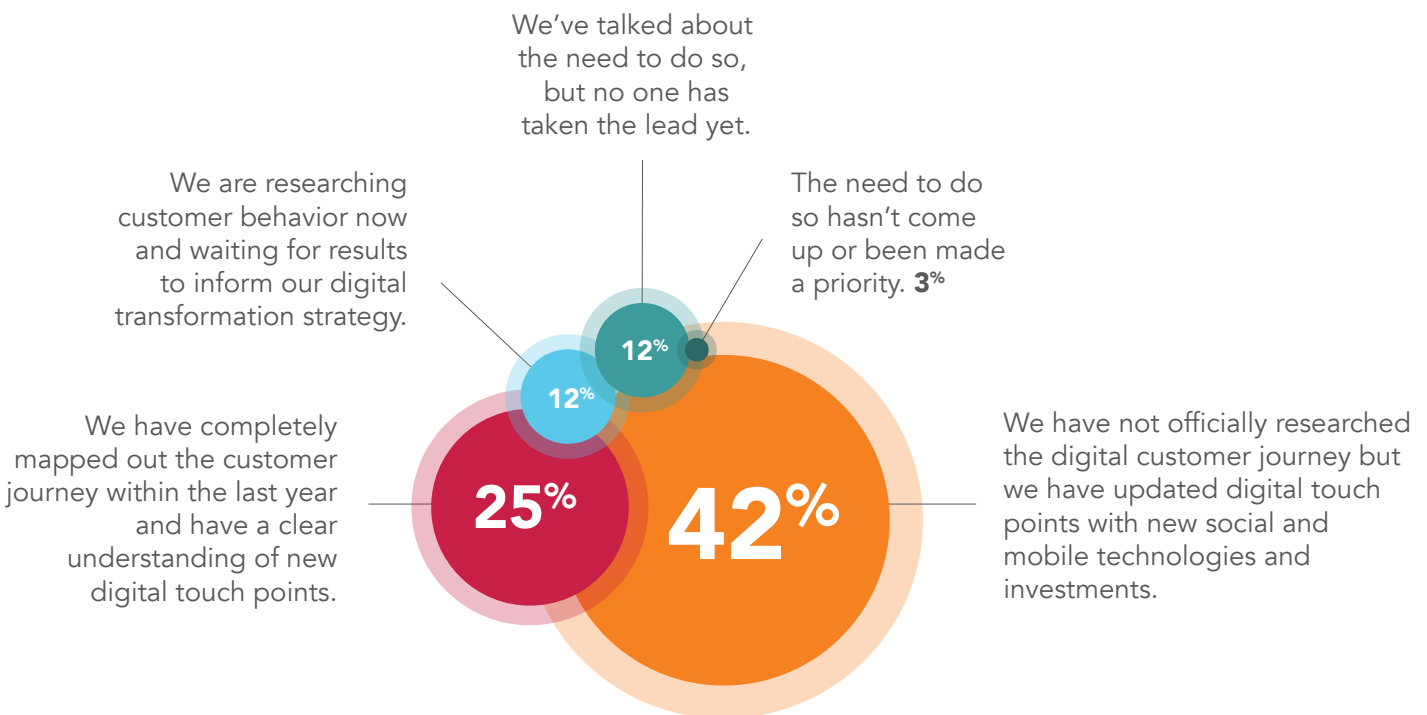 We’ve talked about
the need to do so,
but no one has
taken the lead yet.
We are researching
customer behavior now
and waiting for results
to inform our digital
transformation strategy.
The need to do
so hasn’t come
up or been made
a priority. 3%
12%
12%
We have completely
mapped out the customer
journey within the last year
and have a clear
understanding of new
digital touch points.
25%
42%
We have not officially researched
the digital customer journey but
we have updated digital touch
points with new social and
mobile technologies and
investments.